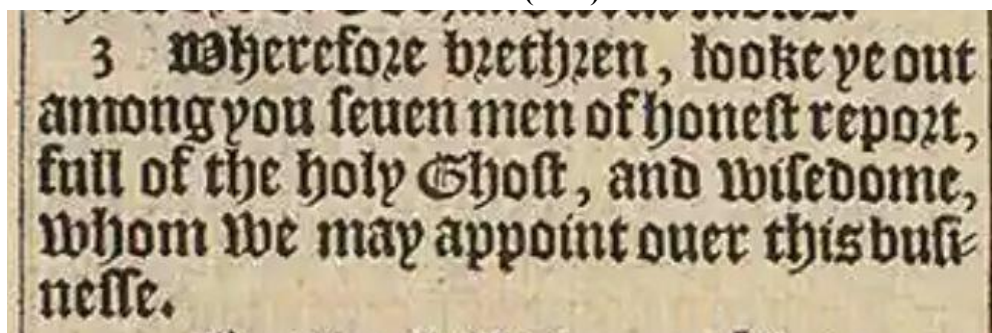 3 Wherefore brethren, looke ye out
among you ſeuen men of honeſt report,
full of the holy Ghoſt, and wiſedome,
whom we may appoint ouer this buſi-
neſſe.